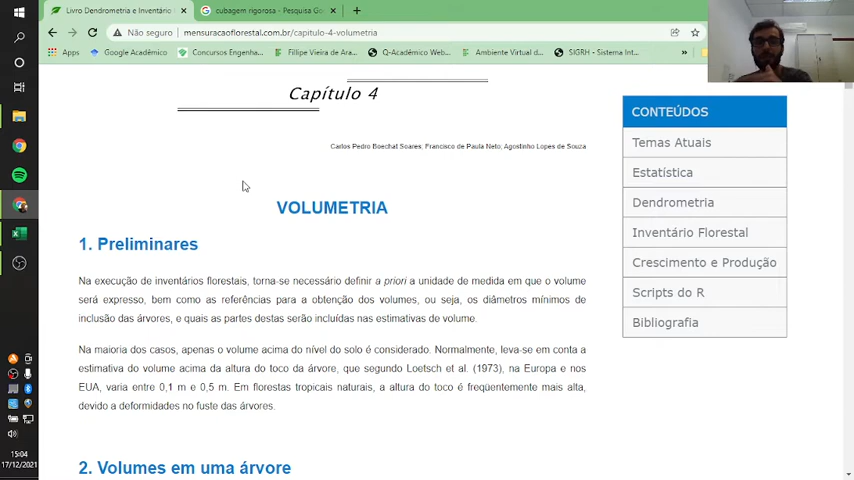 Livro Dendrometria e Inventário
cubagem rigorosa - Pesquisa Go
Não seguro
mensuracaoflorestal.com.br/capitulo-4-volumetria
Apps
Google Acadêmico
Concursos Engenha...
Fillipe Vieira de Ara...
Q-Acadêmico Web...
Ambiente Virtual d...
SIGRH - Sistema Int...
»
Capítulo 4
Carlos Pedro Boechat Soares, Francisco de Paula Neto, Agostinho Lopes de Souza
VOLUMETRIA
1. Preliminares
Na execução de inventários florestais, torna-se necessário definir a priori a unidade de medida em que o volume
será expresso, bem como as referências para a obtenção dos volumes, ou seja, os diâmetros mínimos de
inclusão das árvores, e quais as partes destas serão incluídas nas estimativas de volume.
Na maioria dos casos, apenas o volume acima do nível do solo é considerado. Normalmente, leva-se em conta a
estimativa do volume acima da altura do toco da árvore, que segundo Loetsch et al. (1973), na Europa e nos
EUA, varia entre 0,1 m e 0,5 m. Em florestas tropicais naturais, a altura do toco é freqüentemente mais alta,
devido a deformidades no fuste das árvores.
2. Volumes em uma árvore
CONTEÚDOS
Temas Atuais
Estatística
Dendrometria
Inventário Florestal
Crescimento e Produção
Scripts do R
Bibliografia
15:04
17/12/2021